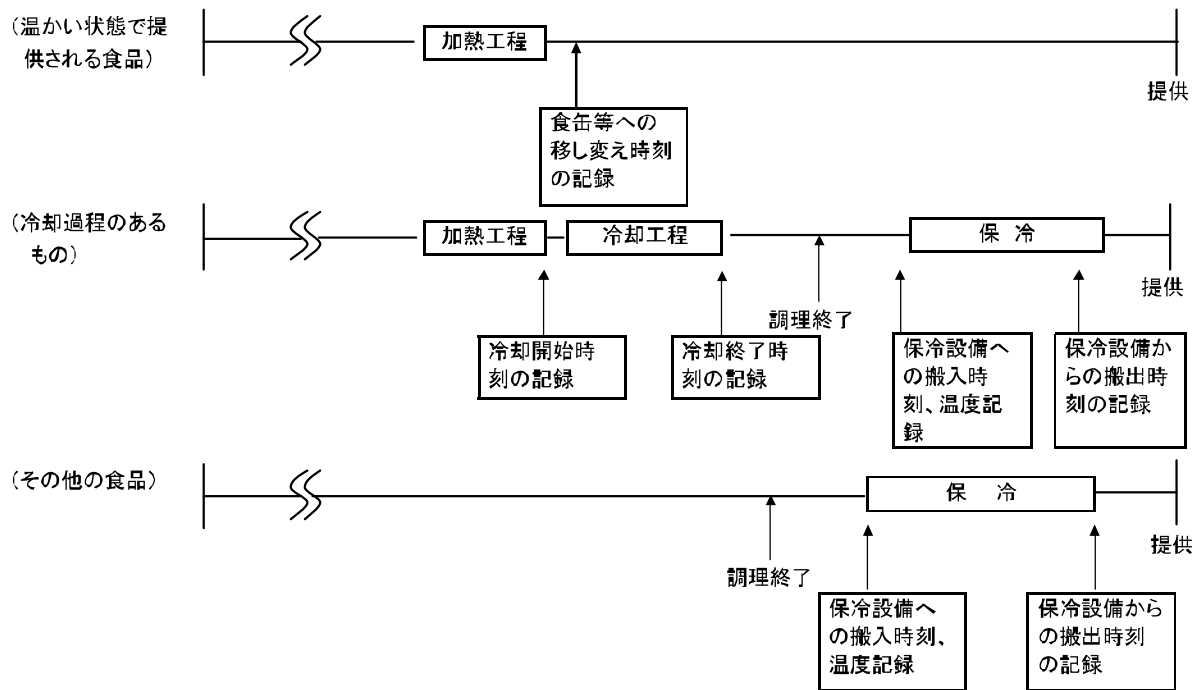 (温かい状態で提
供される食品)
加熱工程
提供
食缶等への
移し変え時刻
の記録
(冷却過程のある
もの)
加熱工程
冷却工程
保 冷
提供
調理終了
冷却開始時
刻の記録
冷却終了時
刻の記録
保冷設備へ
の搬入時
刻、温度記
録
保冷設備か
らの搬出時
刻の記録
(その他の食品)
保 冷
提供
調理終了
保冷設備へ
の搬入時刻、
温度記録
保冷設備から
の搬出時刻
の記録